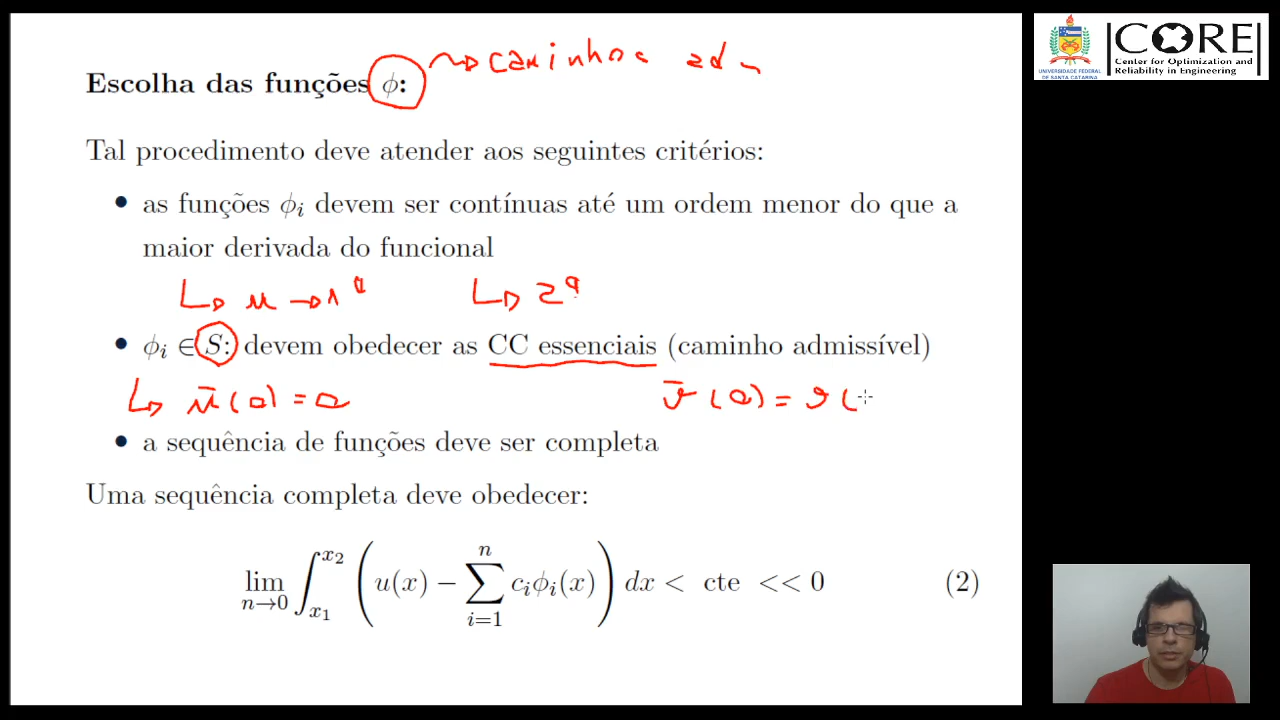 Escolha das funções ϕ:
caminhos ad
CORE
Center for Optimization and
Reliability in Engineering
UNIVERSIDADE FEDERAL
DE SANTA CATARINA
Tal procedimento deve atender aos seguintes critérios:
• as funções ϕᵢ devem ser contínuas até um ordem menor do que a
maior derivada do funcional
u → 1ª 2ª
• ϕᵢ ∈ S: devem obedecer as CC essenciais (caminho admissível)
ū(0) = 0 v̄(0) = v(
• a sequência de funções deve ser completa
Uma sequência completa deve obedecer:
lim n→0 ∫ x₁ x₂ ( u(x) − ∑ i=1 n cᵢϕᵢ(x) ) dx < cte << 0 (2)